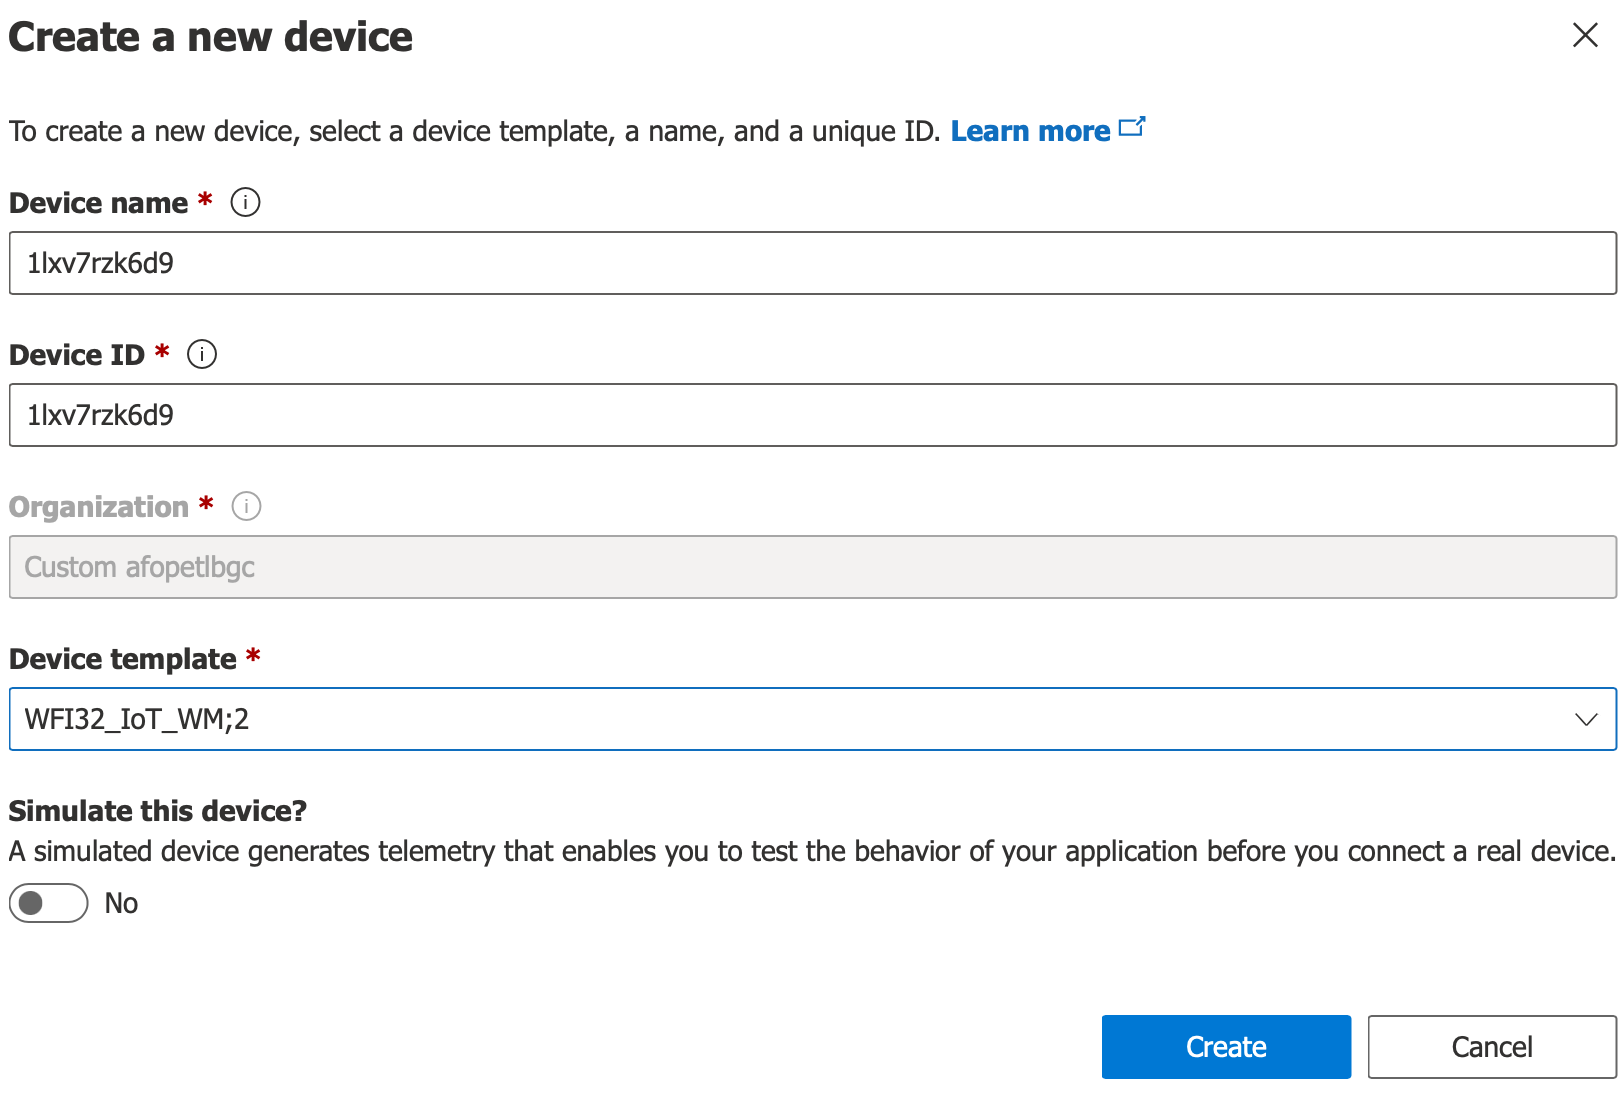 Create a new device
To create a new device, select a device template, a name, and a unique ID. Learn more
Device name *
1lxv7rzk6d9
Device ID *
1lxv7rzk6d9
Organization *
Custom afopetlbgc
Device template *
WFI32_IoT_WM;2
Simulate this device?
A simulated device generates telemetry that enables you to test the behavior of your application before you connect a real device.
No
Create Cancel